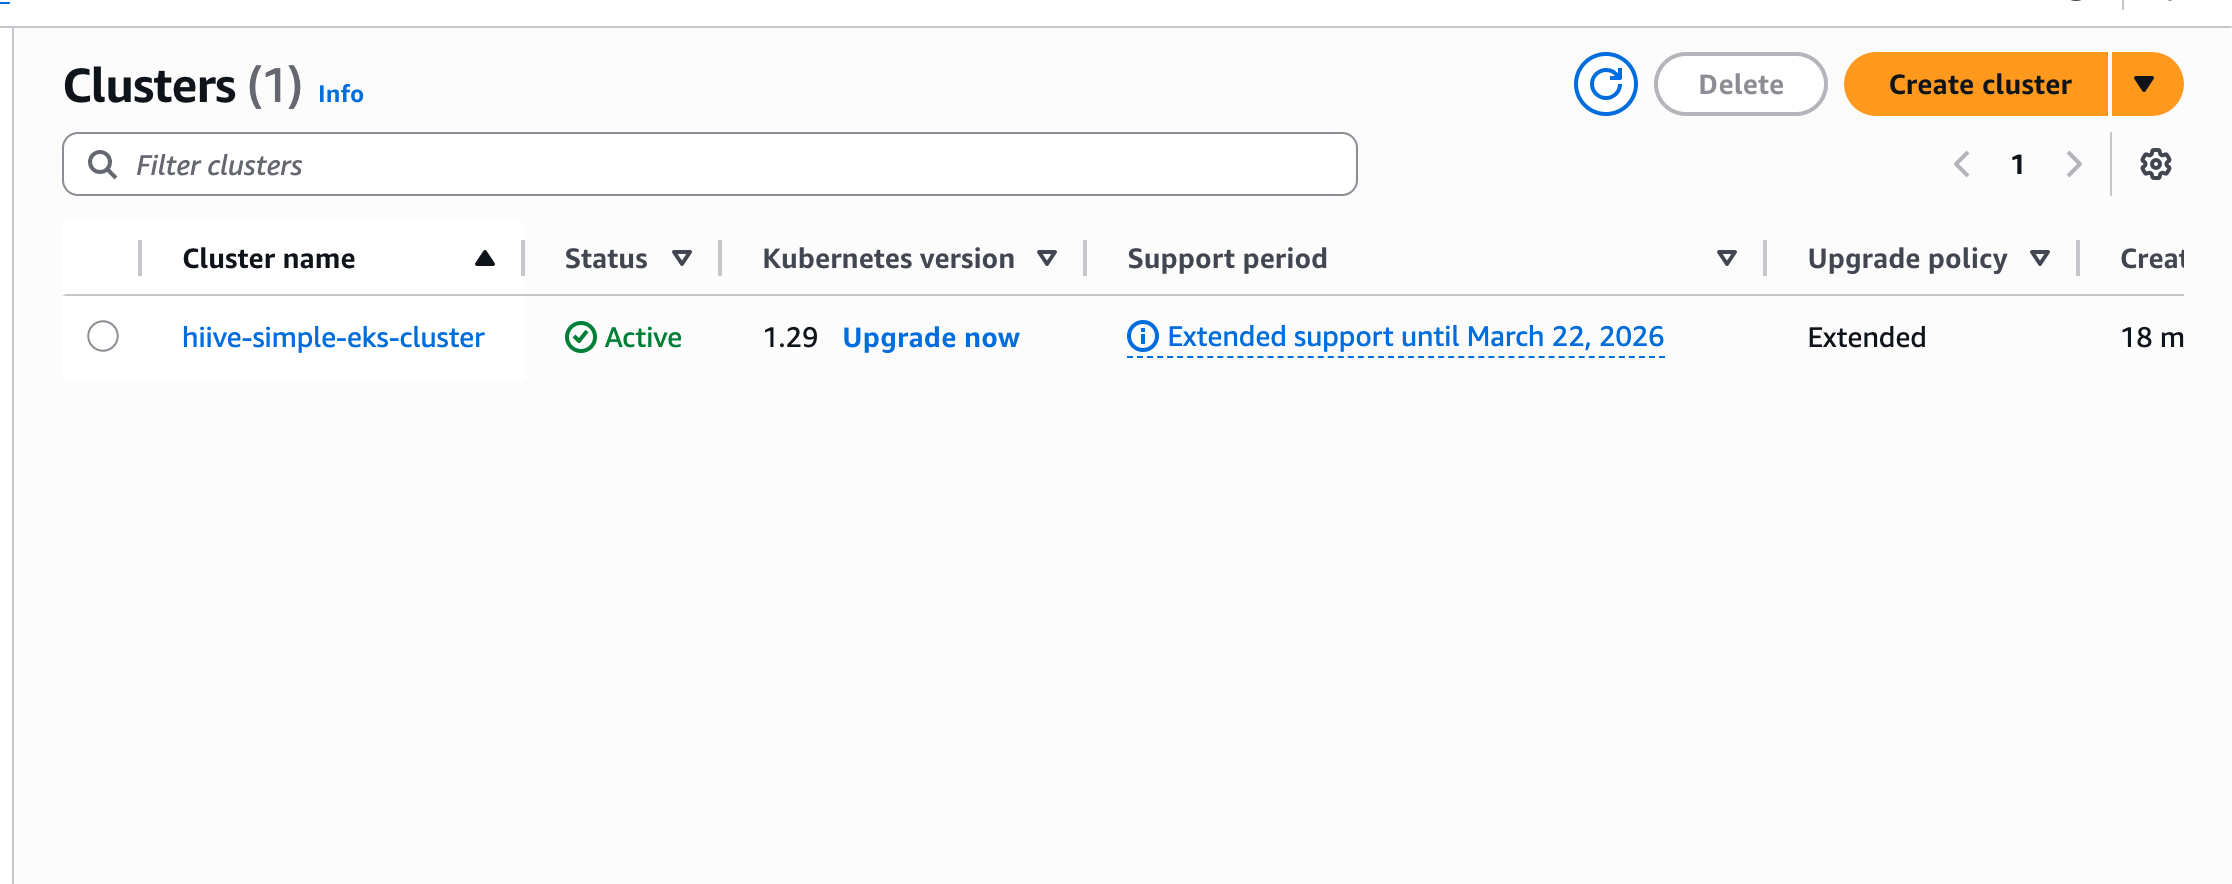 Clusters (1) Info
Delete
Create cluster
Filter clusters
1
Cluster name Status Kubernetes version Support period Upgrade policy Creat
hiive-simple-eks-cluster Active 1.29 Upgrade now Extended support until March 22, 2026 Extended 18 m